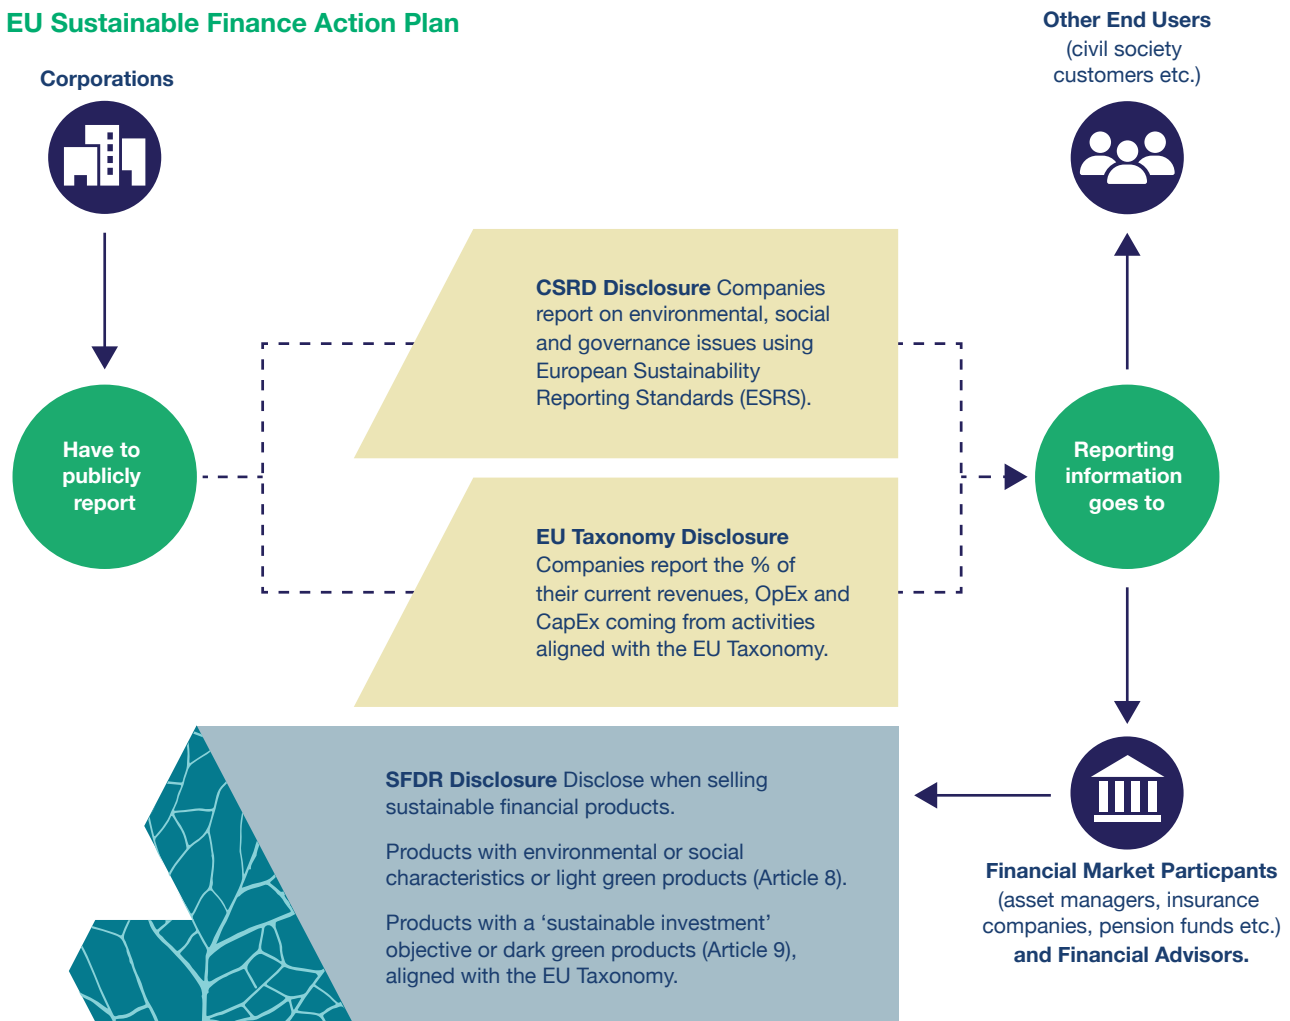 EU Sustainable Finance Action Plan
Corporations
Other End Users
(civil society
customers etc.)
CSRD Disclosure Companies
report on environmental, social
and governance issues using
European Sustainability
Reporting Standards (ESRS).
Have to
publicly
report
Reporting
information
goes to
EU Taxonomy Disclosure
Companies report the % of
their current revenues, OpEx and
CapEx coming from activities
aligned with the EU Taxonomy.
SFDR Disclosure Disclose when selling
sustainable financial products.
Products with environmental or social
characteristics or light green products (Article 8).
Products with a ‘sustainable investment’
objective or dark green products (Article 9),
aligned with the EU Taxonomy.
Financial Market Particpants
(asset managers, insurance
companies, pension funds etc.)
and Financial Advisors.